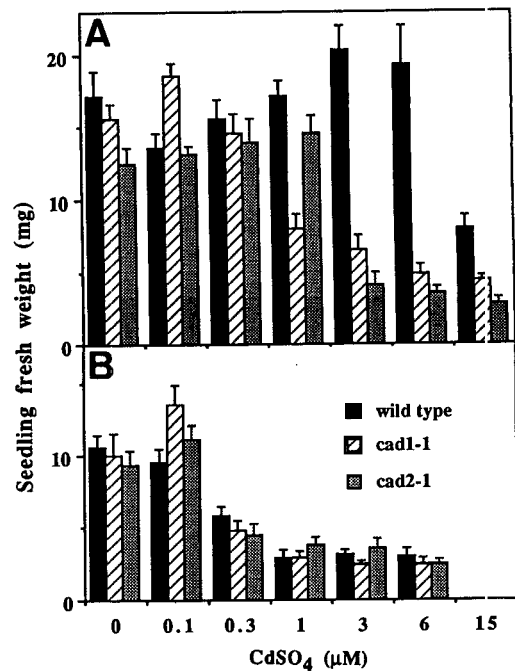 A
20
10
0
Seedling fresh weight (mg)
B
wild type
cad1-1
cad2-1
10
0
0 0.1 0.3 1 3 6 15
CdSO4 (μM)